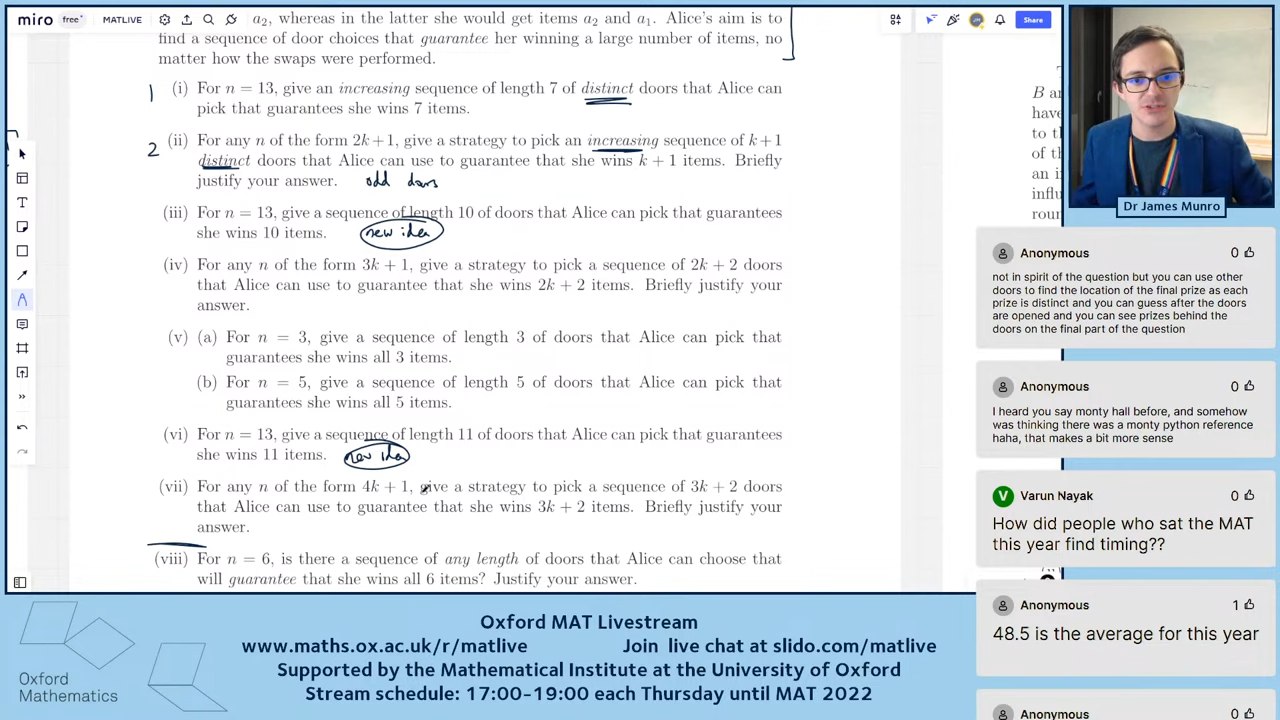 miro free MATLIVE Share
a2, whereas in the latter she would get items a2 and a1. Alice's aim is to
find a sequence of door choices that guarantee her winning a large number of items, no
matter how the swaps were performed.
1 (i) For n = 13, give an increasing sequence of length 7 of distinct doors that Alice can
pick that guarantees she wins 7 items.
2 (ii) For any n of the form 2k+1, give a strategy to pick an increasing sequence of k+1
distinct doors that Alice can use to guarantee that she wins k + 1 items. Briefly
justify your answer. odd doors
(iii) For n = 13, give a sequence of length 10 of doors that Alice can pick that guarantees
she wins 10 items. new idea
(iv) For any n of the form 3k + 1, give a strategy to pick a sequence of 2k + 2 doors
that Alice can use to guarantee that she wins 2k + 2 items. Briefly justify your
answer.
(v) (a) For n = 3, give a sequence of length 3 of doors that Alice can pick that
guarantees she wins all 3 items.
(b) For n = 5, give a sequence of length 5 of doors that Alice can pick that
guarantees she wins all 5 items.
(vi) For n = 13, give a sequence of length 11 of doors that Alice can pick that guarantees
she wins 11 items. new idea
(vii) For any n of the form 4k + 1, give a strategy to pick a sequence of 3k + 2 doors
that Alice can use to guarantee that she wins 3k + 2 items. Briefly justify your
answer.
(viii) For n = 6, is there a sequence of any length of doors that Alice can choose that
will guarantee that she wins all 6 items? Justify your answer.
B an
have
to th
of th
an i
influ
roun
Dr James Munro
Anonymous 0
not in spirit of the question but you can use other
doors to find the location of the final prize as each
prize is distinct and you can guess after the doors
are opened and you can see prizes behind the
doors on the final part of the question
Anonymous 0
I heard you say monty hall before, and somehow
was thinking there was a monty python reference
haha, that makes a bit more sense
V Varun Nayak 0
How did people who sat the MAT
this year find timing??
Anonymous 1
48.5 is the average for this year
Anonymous 0
Oxford
Mathematics
Oxford MAT Livestream
www.maths.ox.ac.uk/r/matlive Join live chat at slido.com/matlive
Supported by the Mathematical Institute at the University of Oxford
Stream schedule: 17:00-19:00 each Thursday until MAT 2022